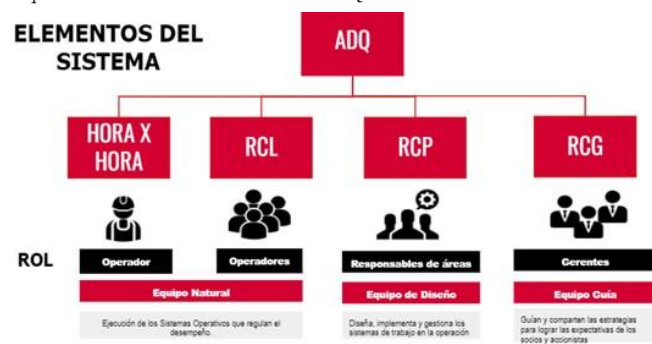 ELEMENTOS DEL
SISTEMA
ADQ
HORA X
HORA
RCL
RCP
RCG
ROL
Operador
Operadores
Responsables de áreas
Gerentes
Equipo Natural
Equipo de Diseño
Equipo Guía
Ejecución de los Sistemas Operativos que regulan el
desempeño.
Diseña, implementa y gestiona los
sistemas de trabajo en la operación
Guían y comparten las estrategias
para lograr las expectativas de los
socios y accionistas